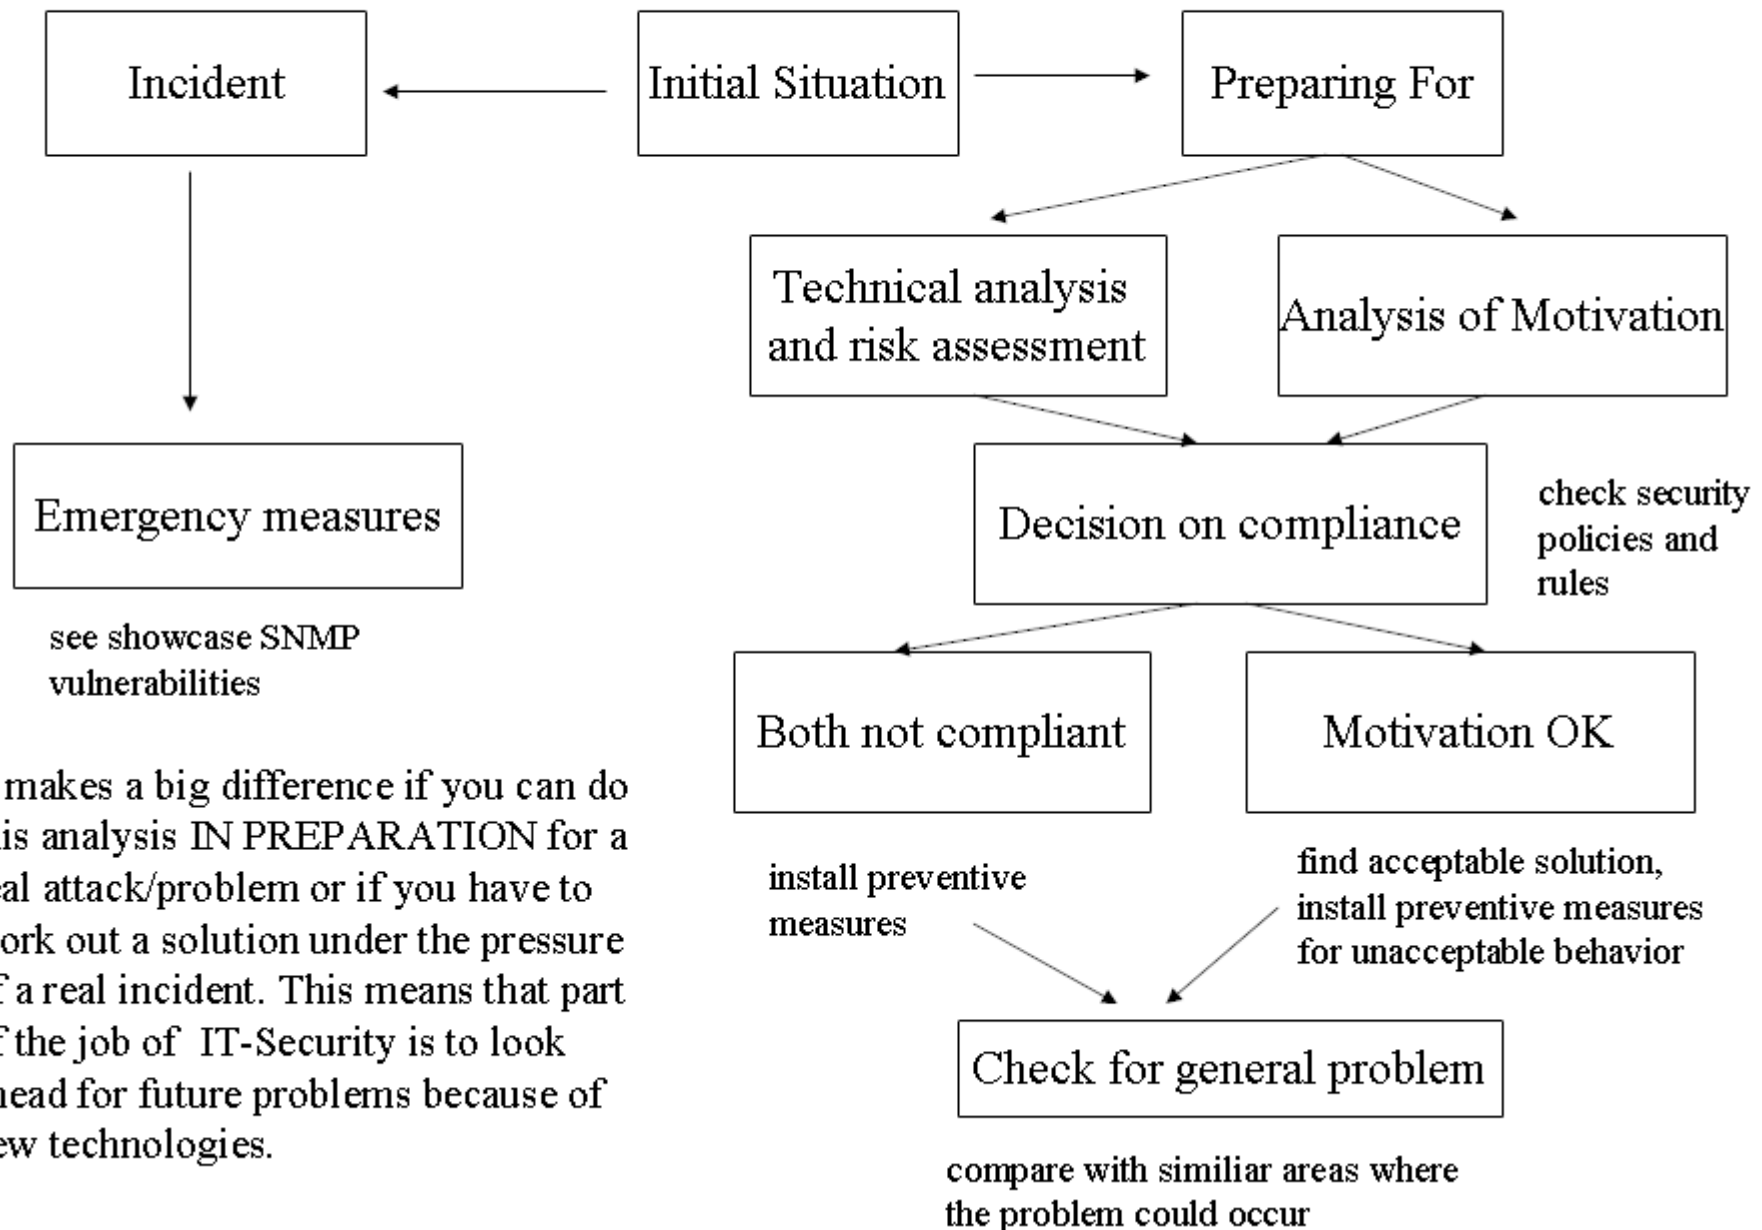 Incident
Initial Situation
Preparing For
Technical analysis
and risk assessment
Analysis of Motivation
Emergency measures
Decision on compliance
check security
policies and
rules
see showcase SNMP
vulnerabilities
Both not compliant
Motivation OK
makes a big difference if you can do
analysis IN PREPARATION for a
attack/problem or if you have to
out a solution under the pressure
a real incident. This means that part
the job of IT-Security is to look
for future problems because of
technologies.
install preventive
measures
find acceptable solution,
install preventive measures
for unacceptable behavior
Check for general problem
compare with similiar areas where
the problem could occur